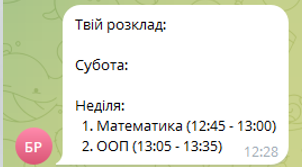 Твій розклад:
Субота:
Неділя:
1. Математика (12:45 - 13:00)
2. ООП (13:05 - 13:35)
12:28
БР